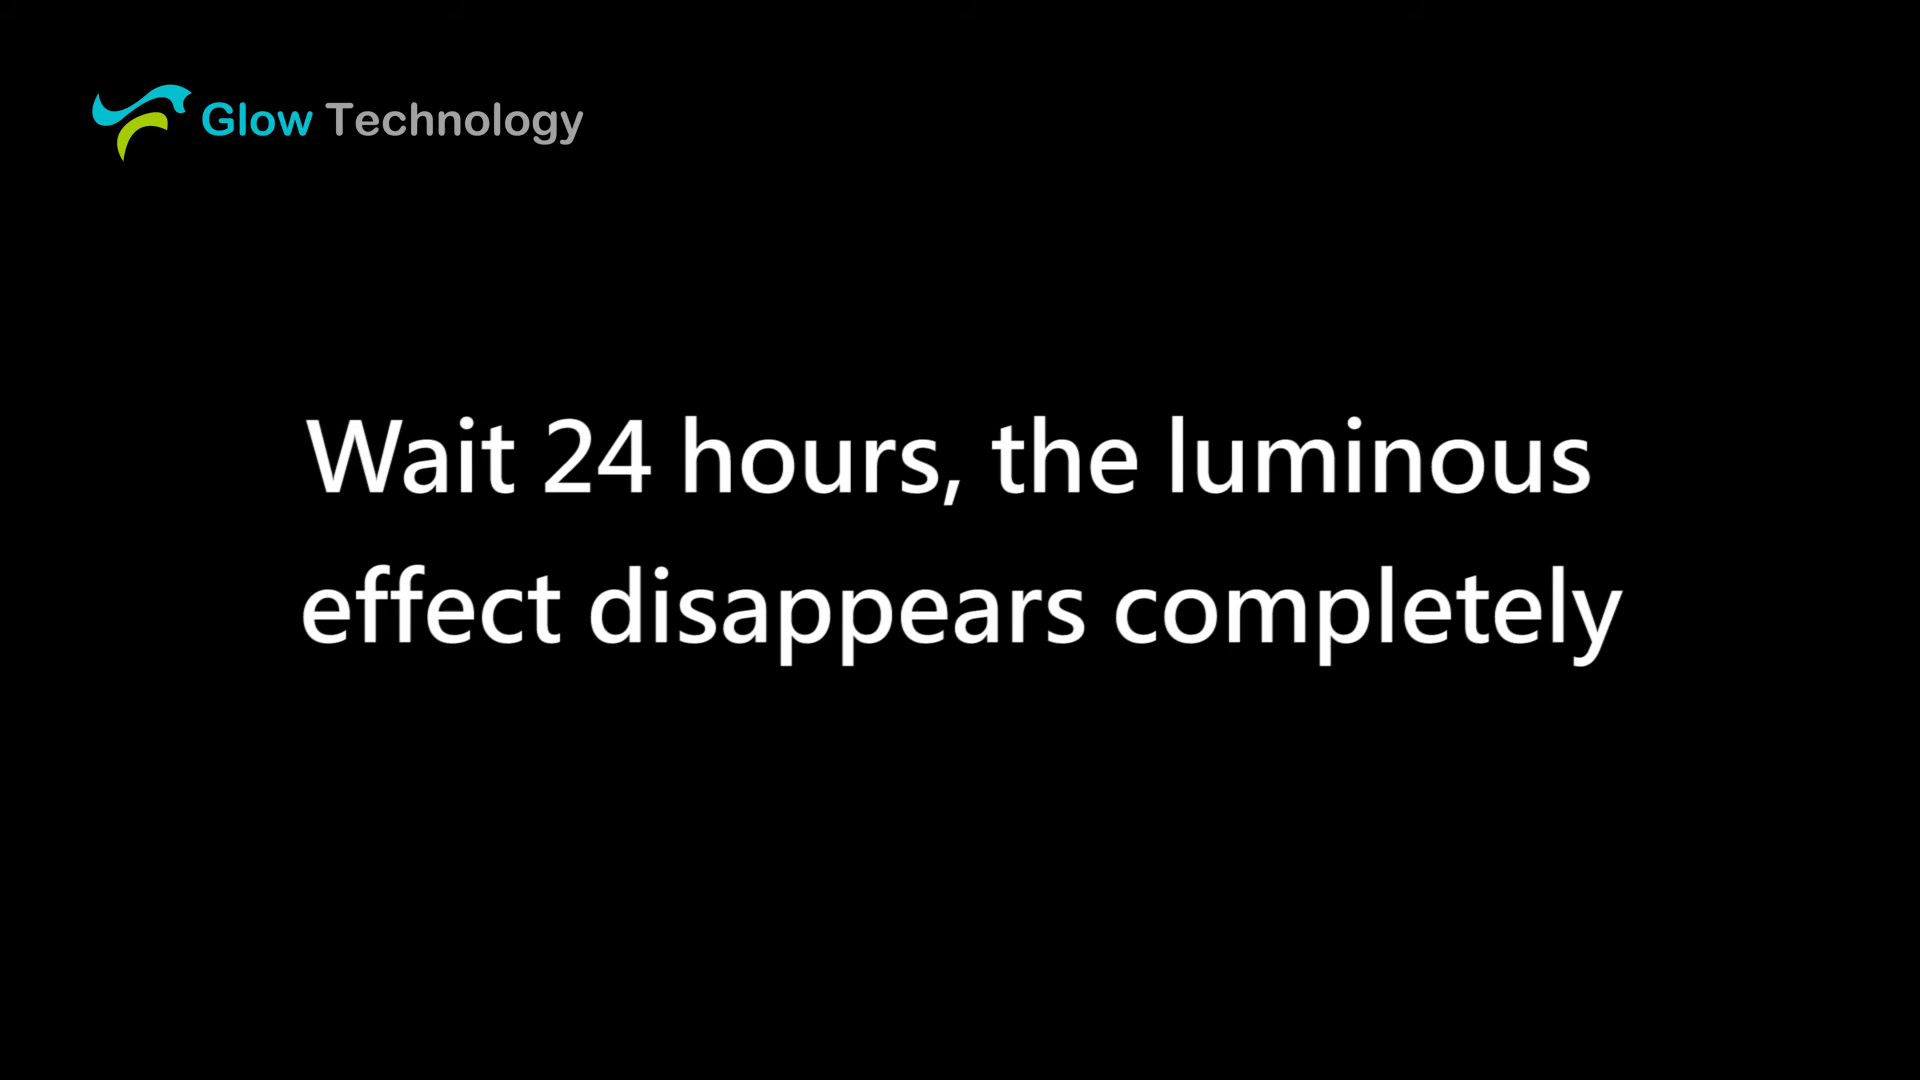 Glow Technology
Wait 24 hours, the luminous
effect disappears completely